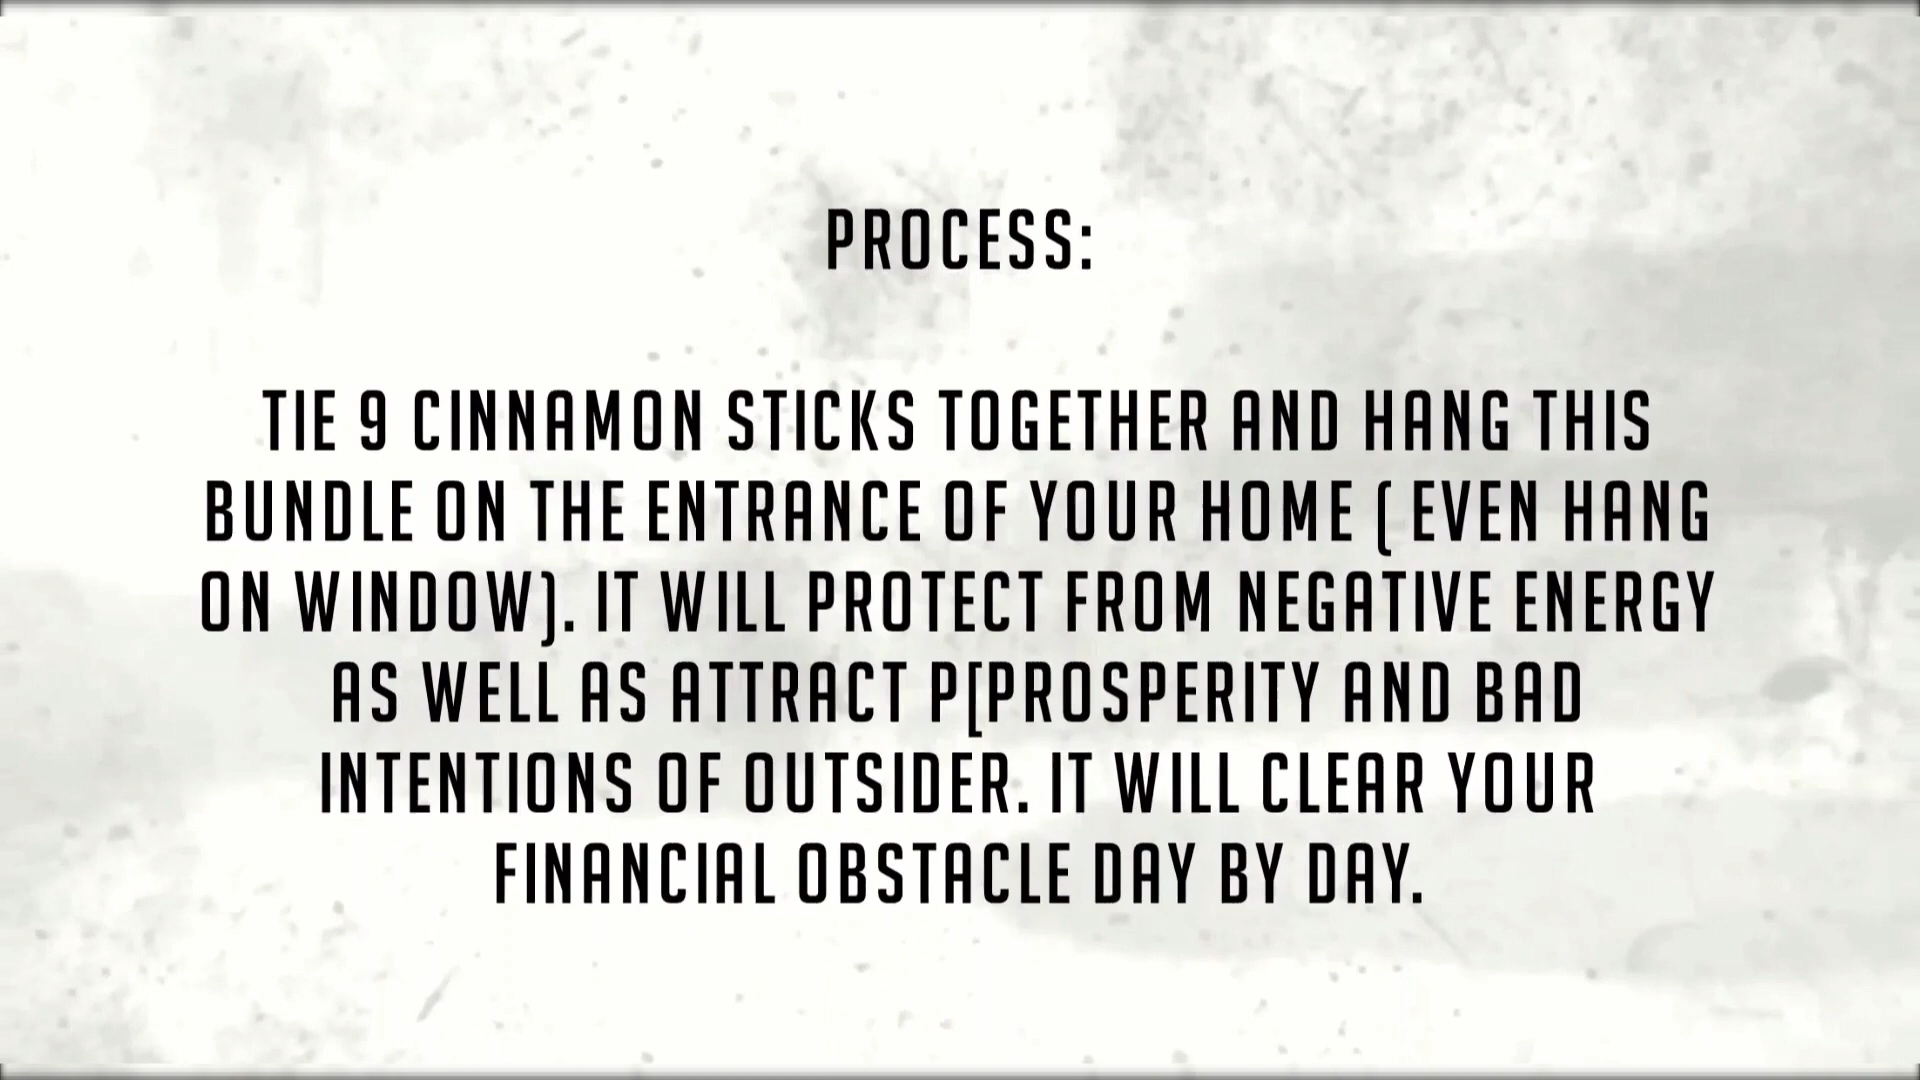 PROCESS:
TIE 9 CINNAMON STICKS TOGETHER AND HANG THIS
BUNDLE ON THE ENTRANCE OF YOUR HOME ( EVEN HANG
ON WINDOW). IT WILL PROTECT FROM NEGATIVE ENERGY
AS WELL AS ATTRACT P[PROSPERITY AND BAD
INTENTIONS OF OUTSIDER. IT WILL CLEAR YOUR
FINANCIAL OBSTACLE DAY BY DAY.